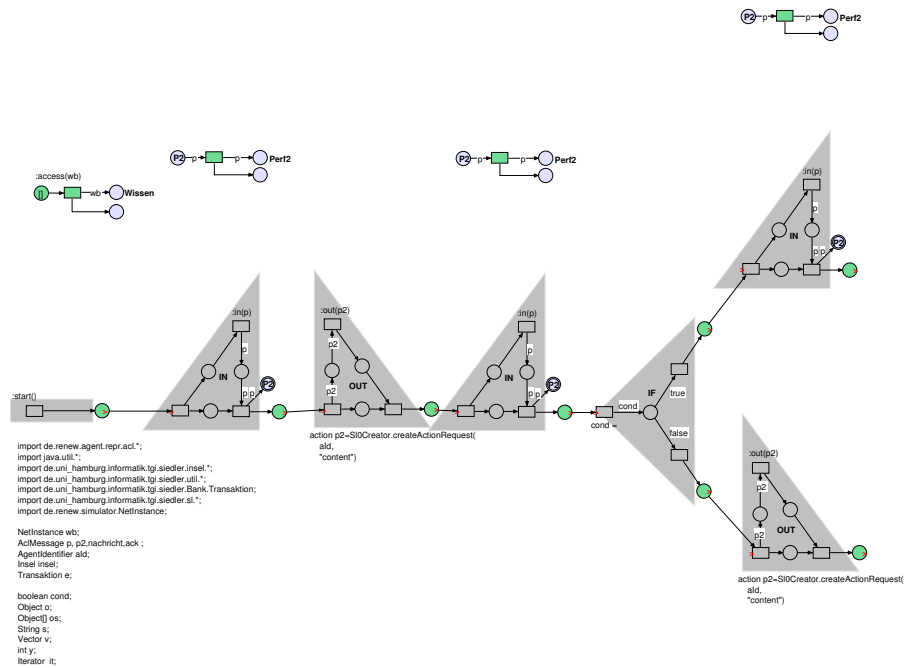 P2 p p Perf2
P2 p p Perf2
P2 p p Perf2
:access(wb)
[] wb Wissen
:in(p)
p
IN
p p P2
:in(p)
p
IN
p p P2
:out(p2)
p2
OUT
p2
:in(p)
p
IN
p p P2
:start()
IF
true
cond
cond =
false
action p2=Sl0Creator.createActionRequest(
aId,
"content")
:out(p2)
p2
OUT
p2
action p2=Sl0Creator.createActionRequest(
aId,
"content")
import de.renew.agent.repr.acl.*;
import java.util.*;
import de.uni_hamburg.informatik.tgi.siedler.insel.*;
import de.uni_hamburg.informatik.tgi.siedler.util.*;
import de.uni_hamburg.informatik.tgi.siedler.Bank.Transaktion;
import de.uni_hamburg.informatik.tgi.siedler.sl.*;
import de.renew.simulator.NetInstance;
NetInstance wb;
AclMessage p, p2,nachricht,ack ;
AgentIdentifier aId;
Insel insel;
Transaktion e;
boolean cond;
Object o;
Object[] os;
String s;
Vector v;
int y;
Iterator it;